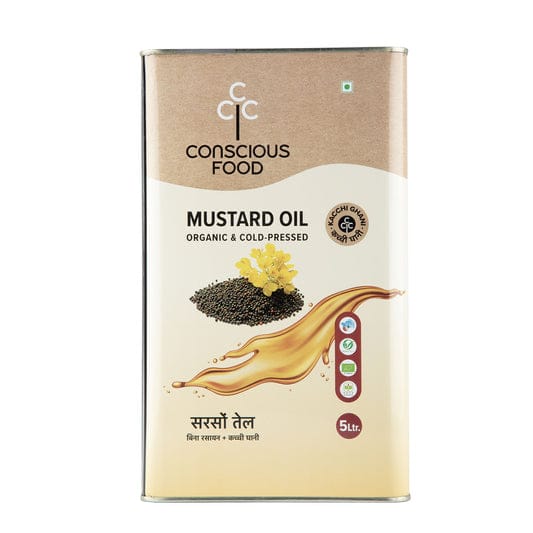 C
C C
CONSCIOUS
FOOD
MUSTARD OIL
ORGANIC & COLD-PRESSED
KACCHI GHANI
कच्ची घानी
सरसों तेल
बिना रसायन + कच्ची घानी
5Ltr.